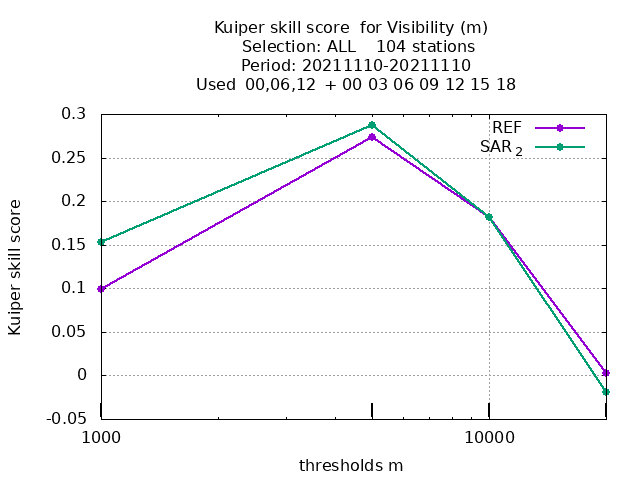 Kuiper skill score  for Visibility (m)
Selection: ALL    104 stations
Period: 20211110-20211110
Used  00,06,12  + 00 03 06 09 12 15 18
0.3
0.25
0.2
0.15
0.1
0.05
0
-0.05
Kuiper skill score
REF
SAR 2
1000
10000
thresholds m